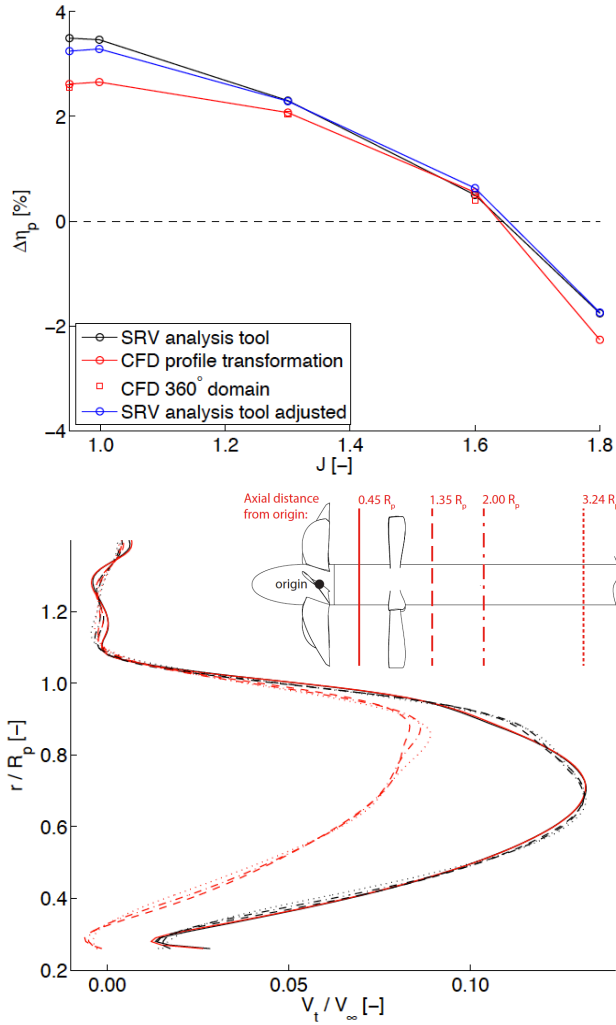 4
2
0
−2
−4
Δη_p [%]
SRV analysis tool
CFD profile transformation
CFD 360° domain
SRV analysis tool adjusted
1.0 1.2 1.4 1.6 1.8
J [−]
Axial distance
from origin:
0.45 R_p 1.35 R_p 2.00 R_p 3.24 R_p
origin
1.2
1.0
0.8
0.6
0.4
0.2
r / R_p [−]
0.00 0.05 0.10
V_t / V_∞ [−]